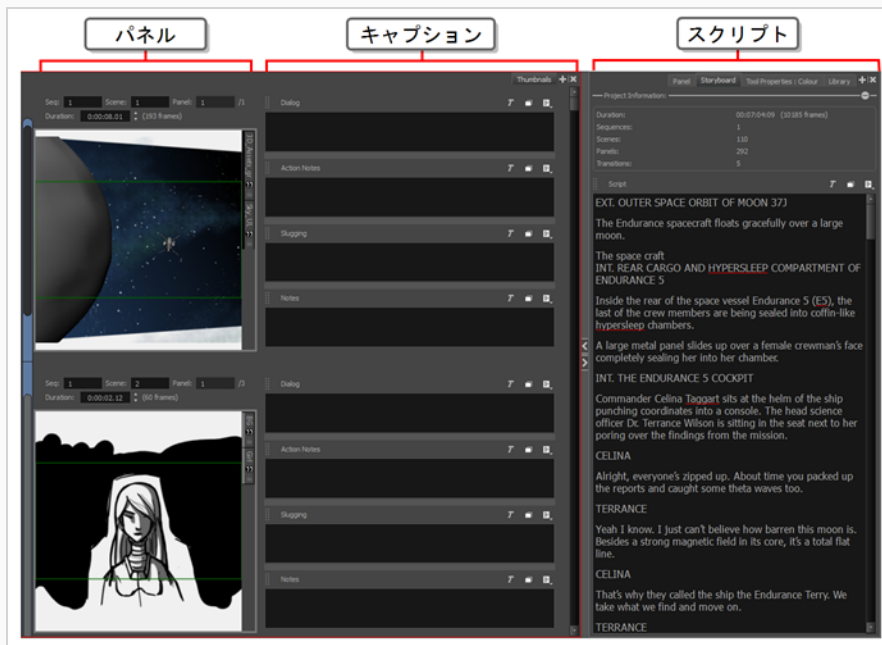 パネル
キャプション
スクリプト
Thumbnails
Seq: 1 Scene: 1 Panel: 1 /1
Duration: 0:00:08.01 (193 frames)
Dialog
Action Notes
Slugging
Notes
Seq: 1 Scene: 2 Panel: 1 /3
Duration: 0:00:02.12 (60 frames)
BG
Girl
Dialog
Action Notes
Slugging
Notes
Panel Storyboard Tool Properties : Colour Library
Project Information:
Duration: 00:07:04:09 (10185 frames)
Sequences: 1
Scenes: 110
Panels: 292
Transitions: 5
Script
EXT. OUTER SPACE ORBIT OF MOON 37J
The Endurance spacecraft floats gracefully over a large
moon.
The space craft
INT. REAR CARGO AND HYPERSLEEP COMPARTMENT OF
ENDURANCE 5
Inside the rear of the space vessel Endurance 5 (E5), the
last of the crew members are being sealed into coffin-like
hypersleep chambers.
A large metal panel slides up over a female crewman's face
completely sealing her into her chamber.
INT. THE ENDURANCE 5 COCKPIT
Commander Celina Taggart sits at the helm of the ship
punching coordinates into a console. The head science
officer Dr. Terrance Wilson is sitting in the seat next to her
poring over the findings from the mission.
CELINA
Alright, everyone's zipped up. About time you packed up
the reports and caught some theta waves too.
TERRANCE
Yeah I know. I just can't believe how barren this moon is.
Besides a strong magnetic field in its core, it's a total flat
line.
CELINA
That's why they called the ship the Endurance Terry. We
take what we find and move on.
TERRANCE